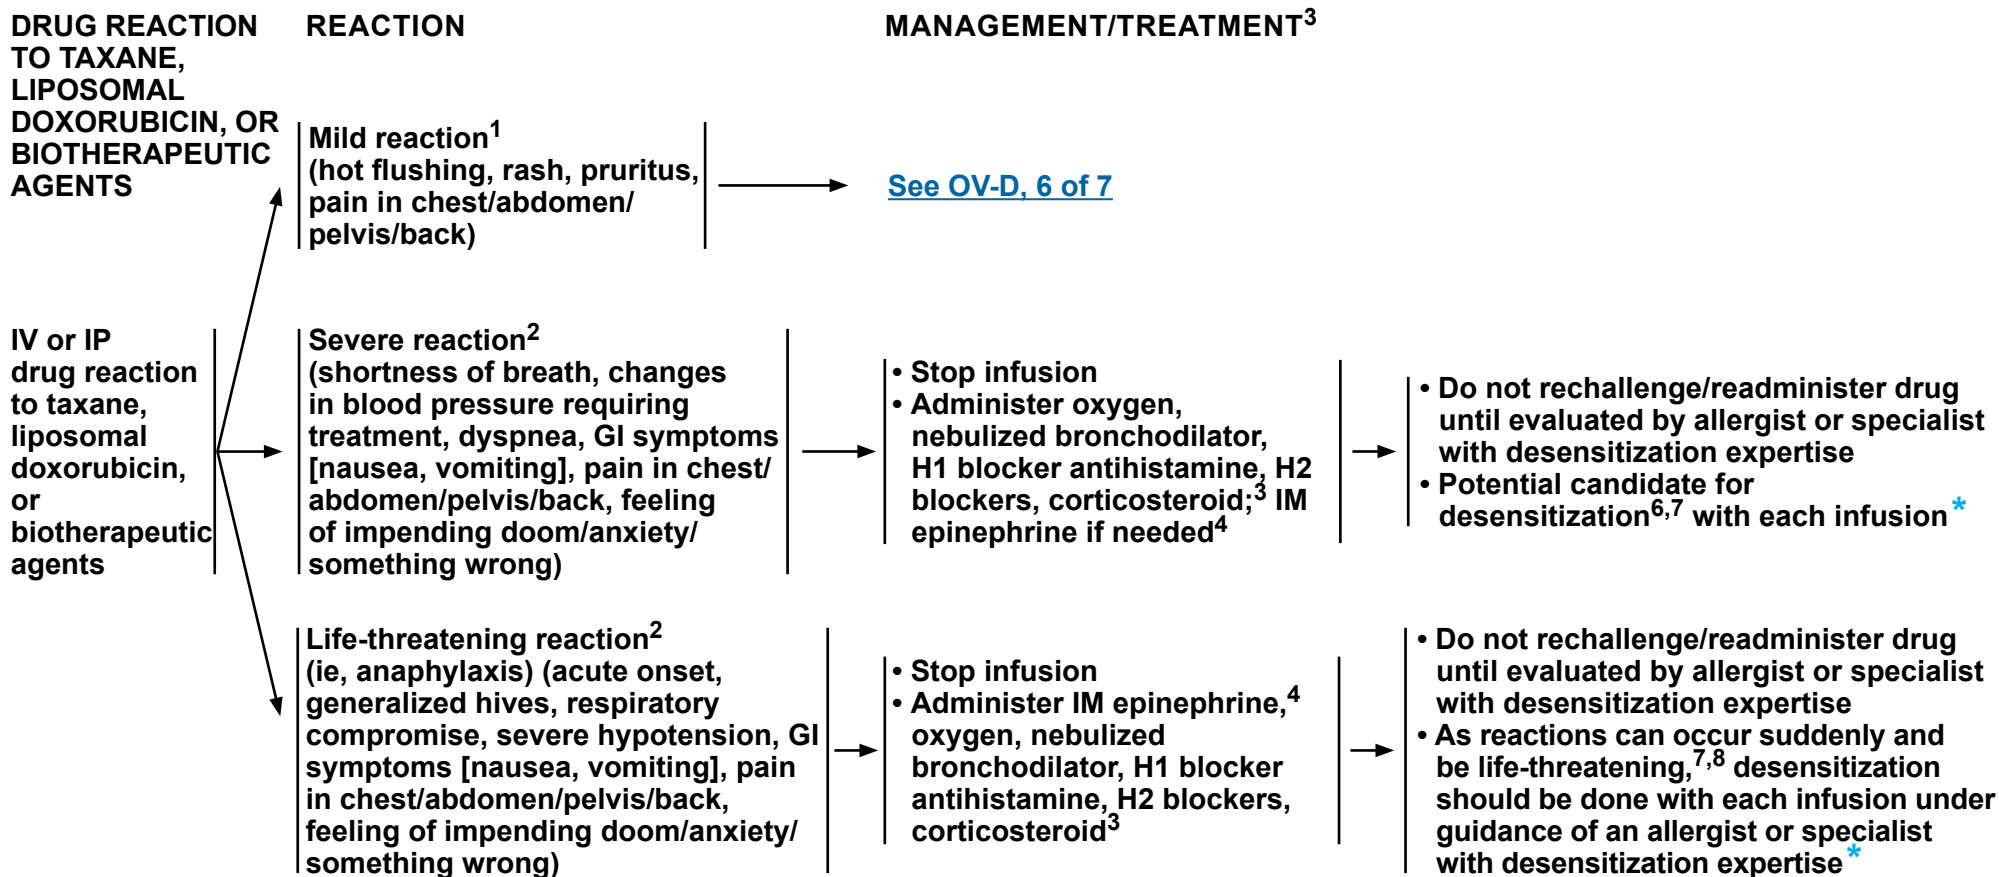 DRUG REACTION
TO TAXANE,
LIPOSOMAL
DOXORUBICIN, OR
BIOTHERAPEUTIC
AGENTS
REACTION
MANAGEMENT/TREATMENT3
IV or IP
drug reaction
to taxane,
liposomal
doxorubicin,
or
biotherapeutic
agents
Mild reaction1
(hot flushing, rash, pruritus,
pain in chest/abdomen/
pelvis/back)
See OV-D, 6 of 7
Severe reaction2
(shortness of breath, changes
in blood pressure requiring
treatment, dyspnea, GI symptoms
[nausea, vomiting], pain in chest/
abdomen/pelvis/back, feeling
of impending doom/anxiety/
something wrong)
• Stop infusion
• Administer oxygen,
nebulized bronchodilator,
H1 blocker antihistamine, H2
blockers, corticosteroid;3 IM
epinephrine if needed4
• Do not rechallenge/readminister drug
until evaluated by allergist or specialist
with desensitization expertise
• Potential candidate for
desensitization6,7 with each infusion*
Life-threatening reaction2
(ie, anaphylaxis) (acute onset,
generalized hives, respiratory
compromise, severe hypotension, GI
symptoms [nausea, vomiting], pain
in chest/abdomen/pelvis/back,
feeling of impending doom/anxiety/
something wrong)
• Stop infusion
• Administer IM epinephrine,4
oxygen, nebulized
bronchodilator, H1 blocker
antihistamine, H2 blockers,
corticosteroid3
• Do not rechallenge/readminister drug
until evaluated by allergist or specialist
with desensitization expertise
• As reactions can occur suddenly and
be life-threatening,7,8 desensitization
should be done with each infusion under
guidance of an allergist or specialist
with desensitization expertise*